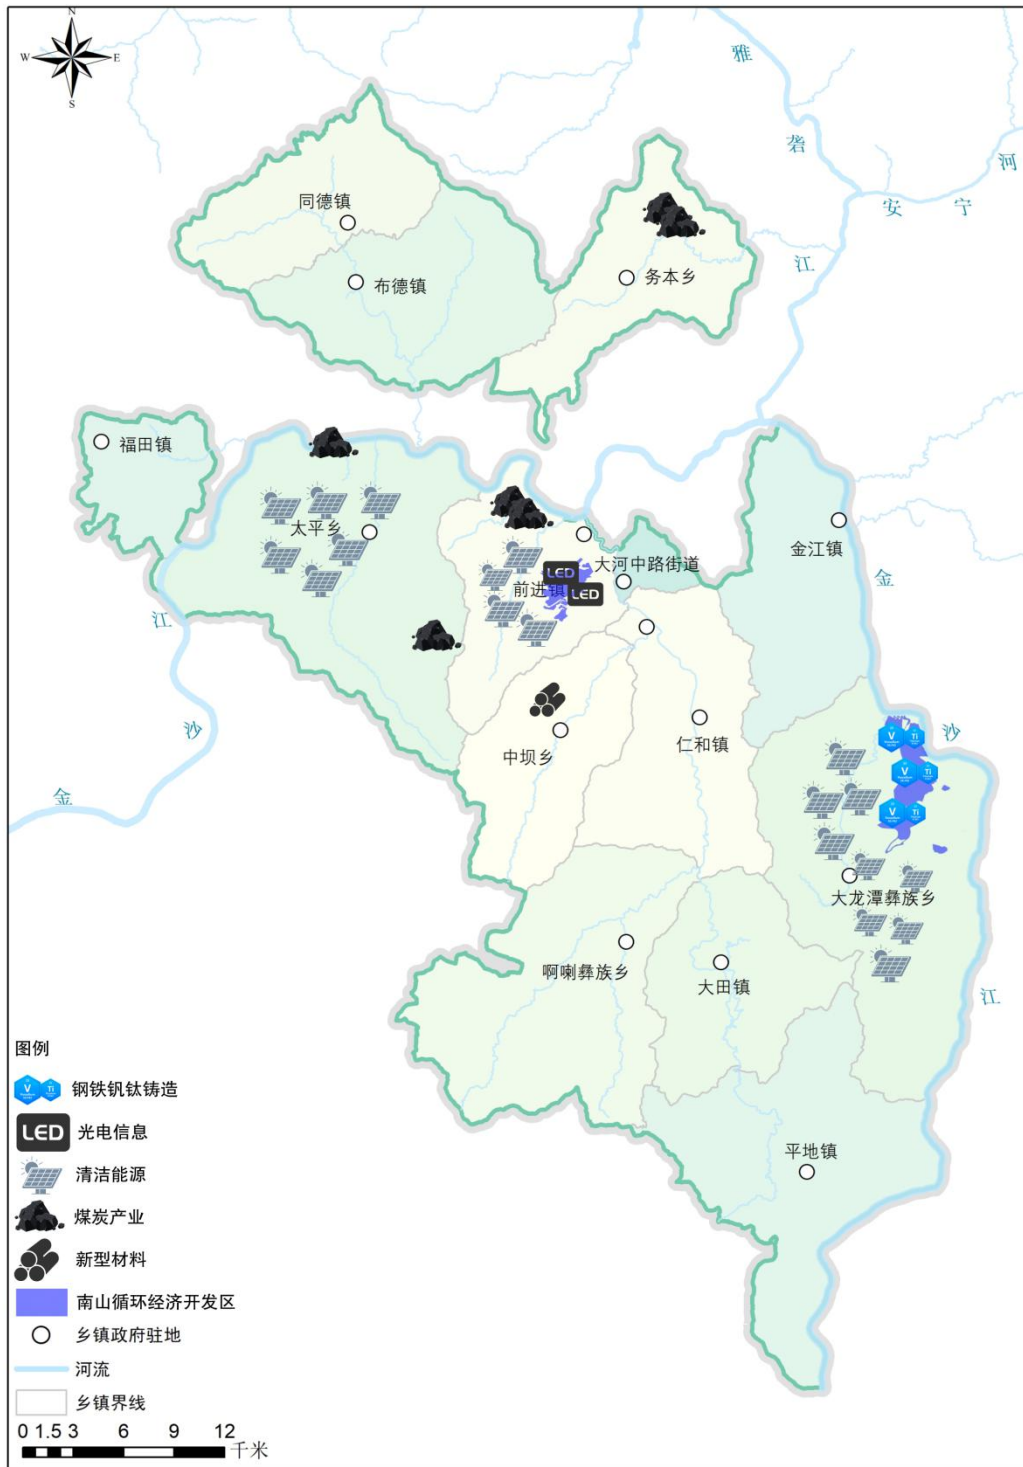 N
W
E
S
雅
砻
江
安
宁
河
同德镇
布德镇
务本乡
福田镇
太平乡
前进镇
LED
LED
大河中路街道
金江镇
金
沙
江
江
沙
金
中坝乡
仁和镇
V
Ti
V
Ti
V
Ti
大龙潭彝族乡
啊喇彝族乡
大田镇
平地镇
图例
V Ti 钢铁钒钛铸造
LED 光电信息
清洁能源
煤炭产业
新型材料
南山循环经济开发区
乡镇政府驻地
河流
乡镇界线
0 1.5 3 6 9 12
千米